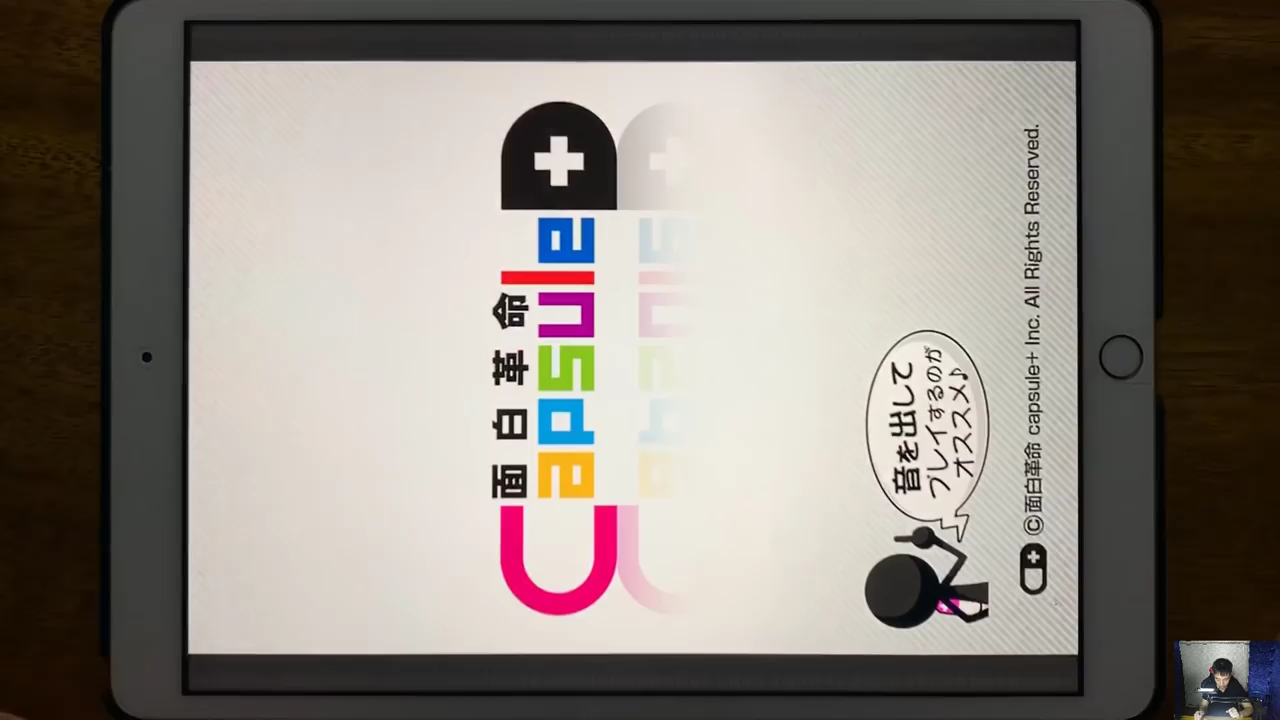 面白革命
capsule+
音を出して
プレイするのが
オススメ♪
©面白革命 capsule+ Inc. All Rights Reserved.